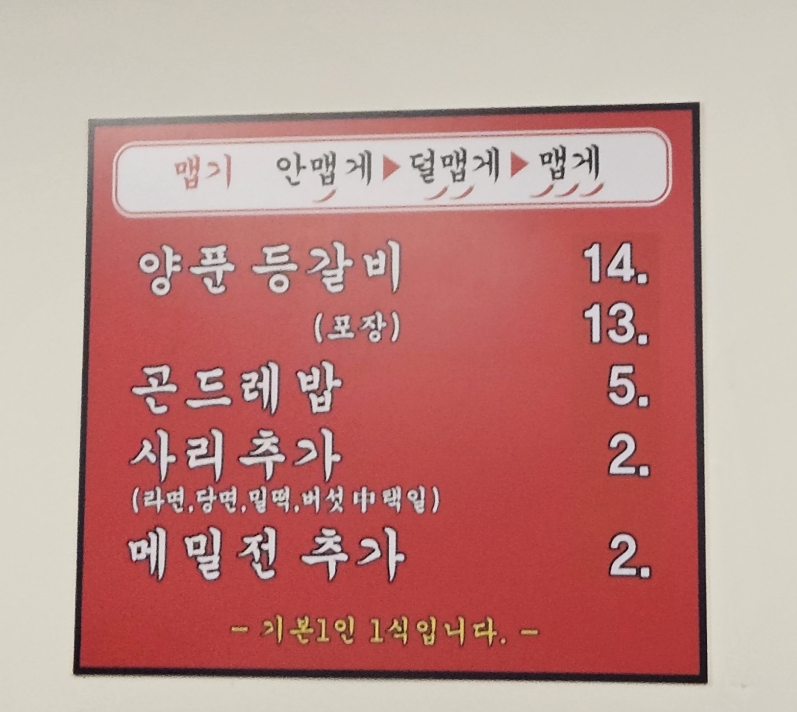 맵기 안맵게 ▶ 덜맵게 ▶ 맵게
양푼 등갈비 14.
(포장) 13.
곤드레밥 5.
사리추가 2.
(라면,당면,밀떡,버섯 中 택일)
메밀전 추가 2.
- 기본1인 1식입니다. -